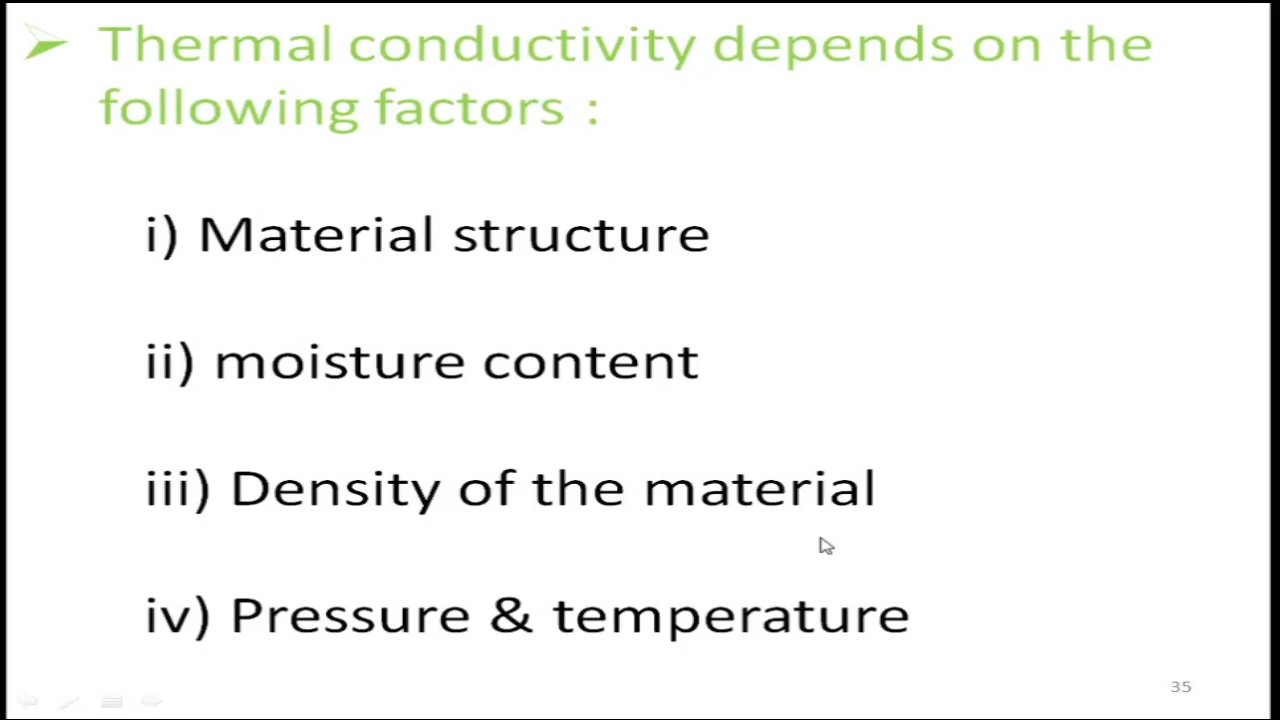 Thermal conductivity depends on the
following factors :
i) Material structure
ii) moisture content
iii) Density of the material
iv) Pressure & temperature
35